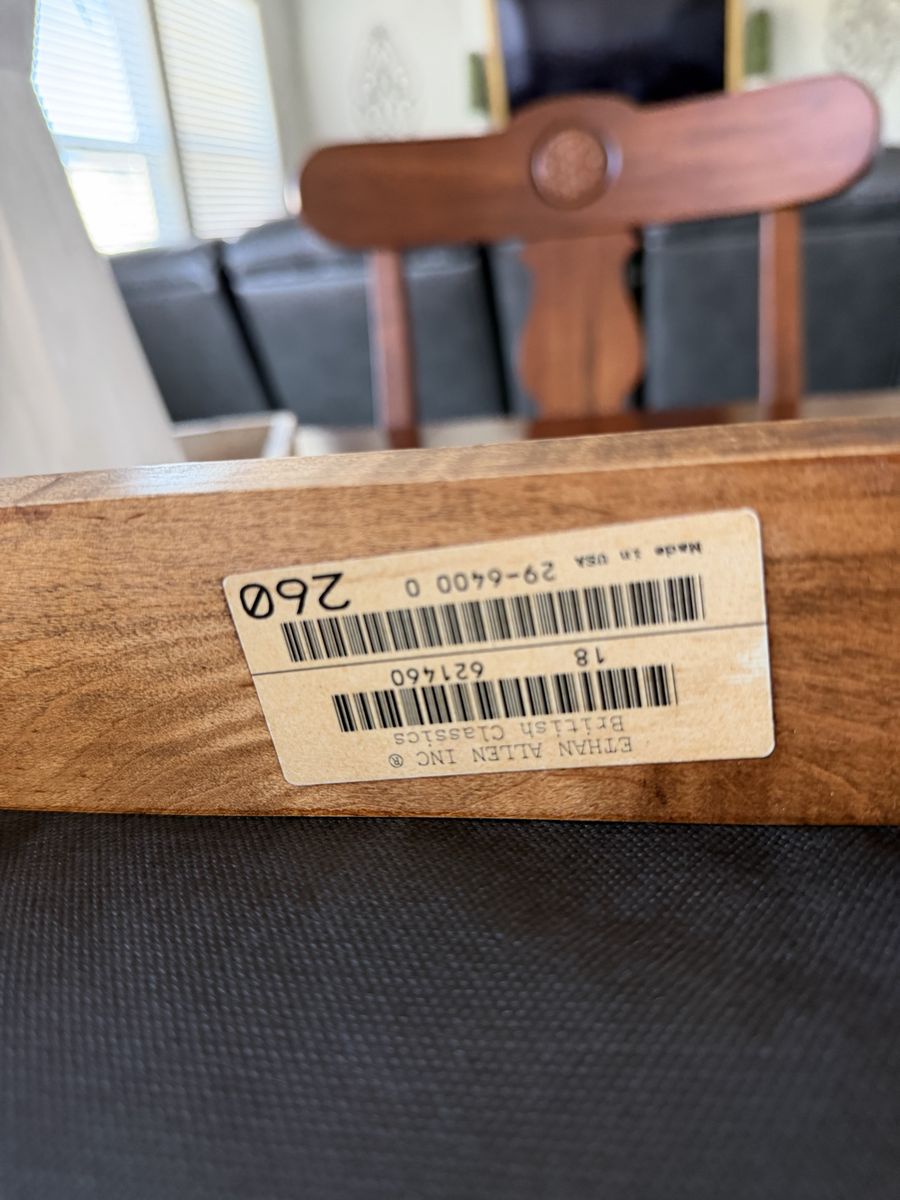 ETHAN ALLEN INC ®
British Classics
18 621460
Made in USA 29-6400 0 260